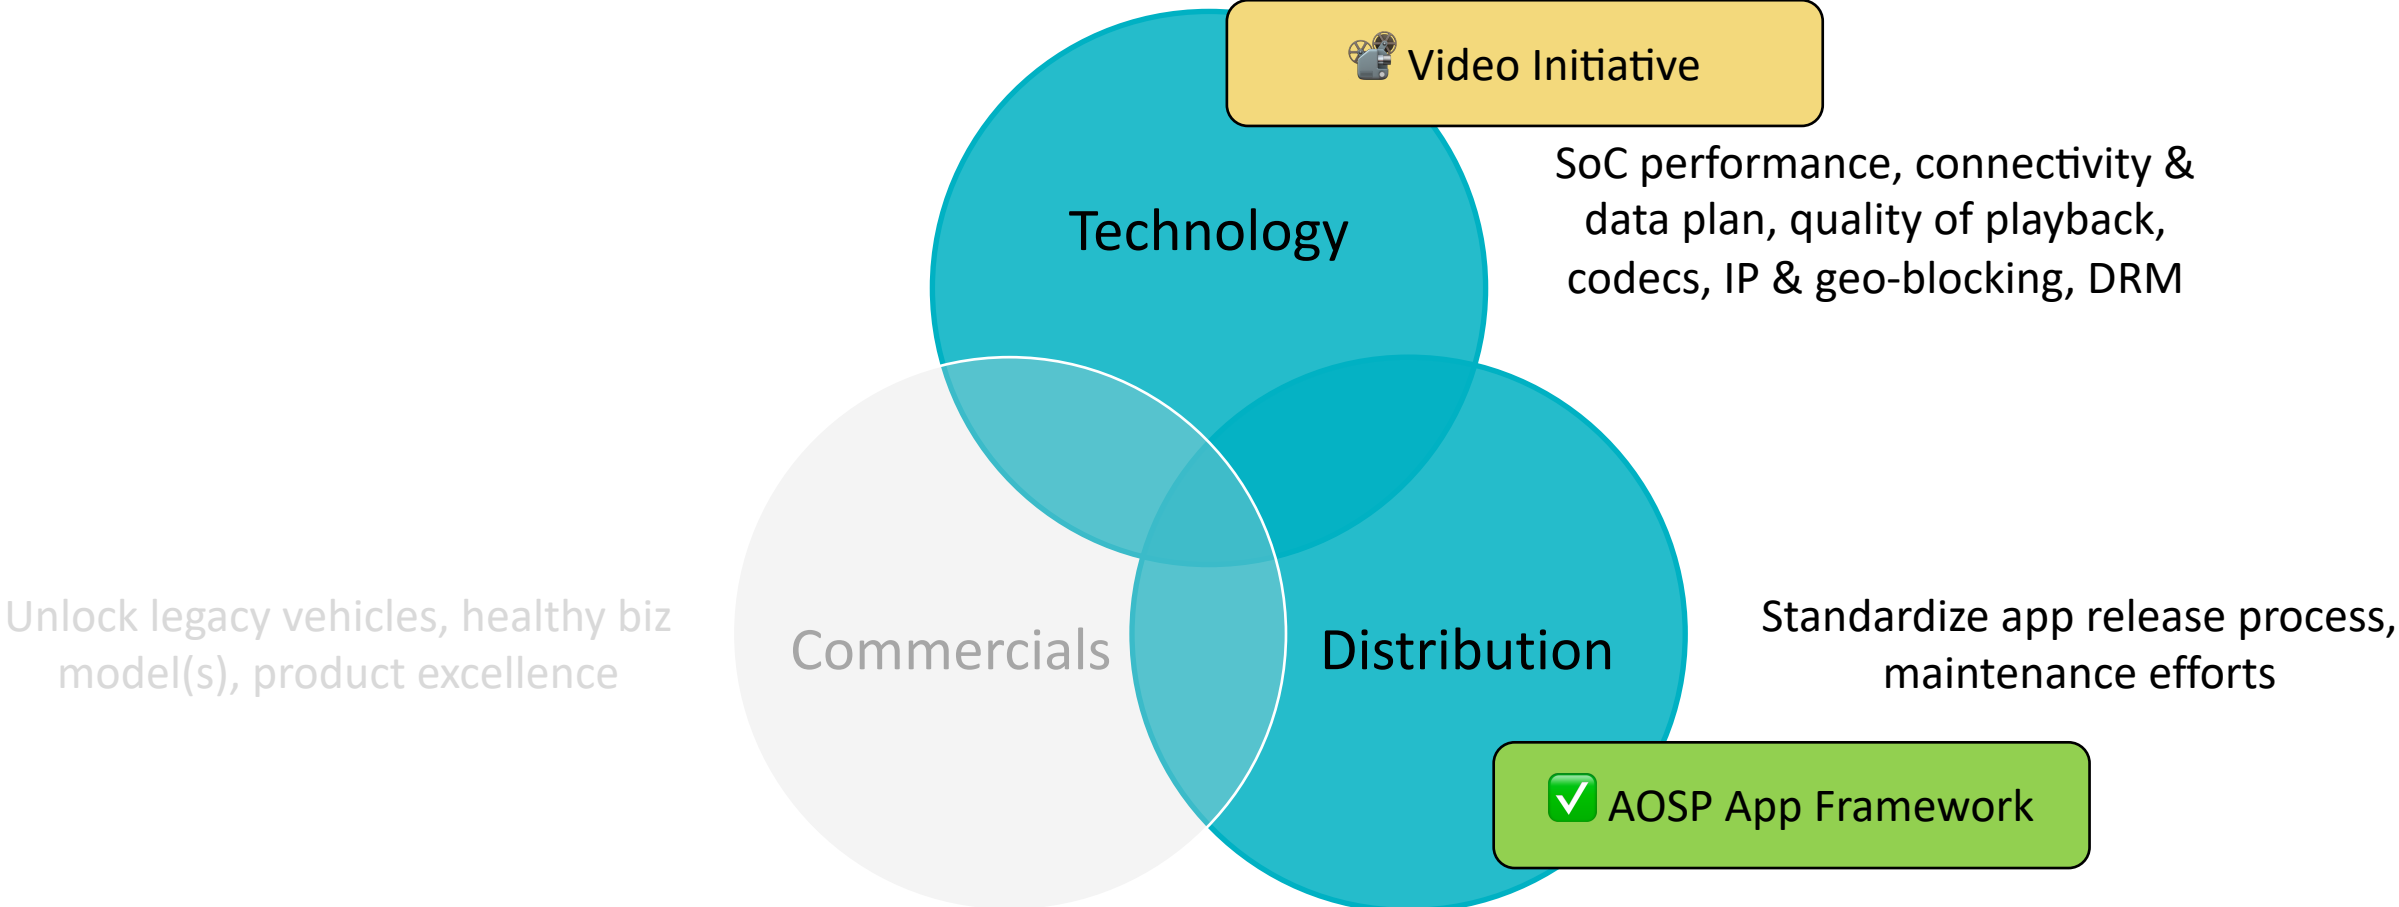 📽 Video Initiative
SoC performance, connectivity &
data plan, quality of playback,
codecs, IP & geo-blocking, DRM
Technology
Unlock legacy vehicles, healthy biz
model(s), product excellence
Commercials
Distribution
Standardize app release process,
maintenance efforts
✅ AOSP App Framework